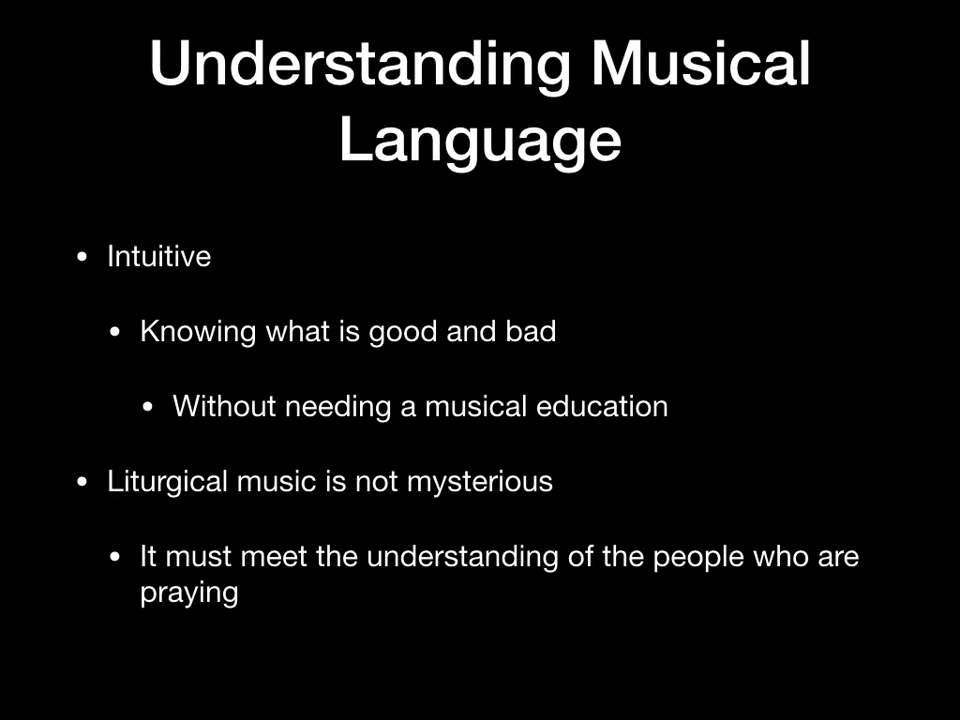 Understanding Musical
Language
• Intuitive
• Knowing what is good and bad
• Without needing a musical education
• Liturgical music is not mysterious
• It must meet the understanding of the people who are
praying